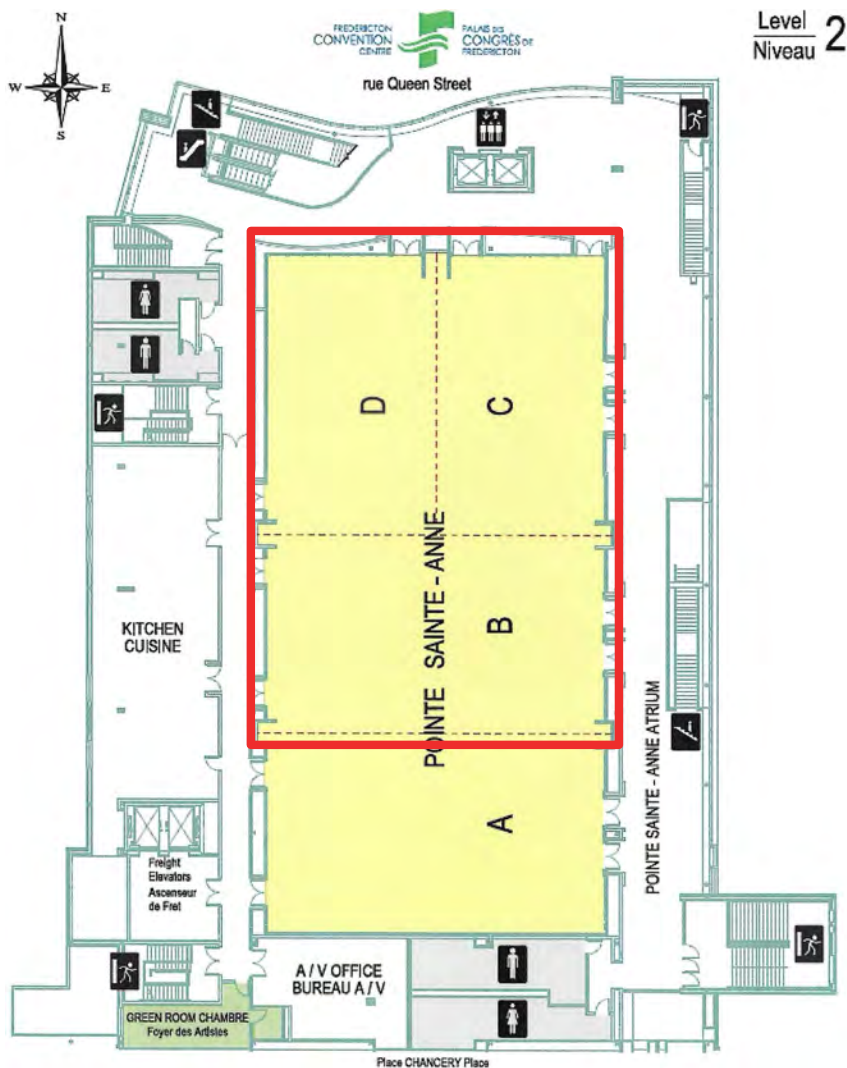 FREDERICTON
CONVENTION
CENTRE
PALAIS DES
CONGRÈS DE
FREDERICTON
Level
Niveau 2
rue Queen Street
N
W E
S
D
C
POINTE SAINTE - ANNE
B
A
KITCHEN
CUISINE
POINTE SAINTE - ANNE ATRIUM
Freight
Elevators
Ascenseur
de Fret
A / V OFFICE
BUREAU A / V
GREEN ROOM CHAMBRE
Foyer des Artistes
Place CHANCERY Place